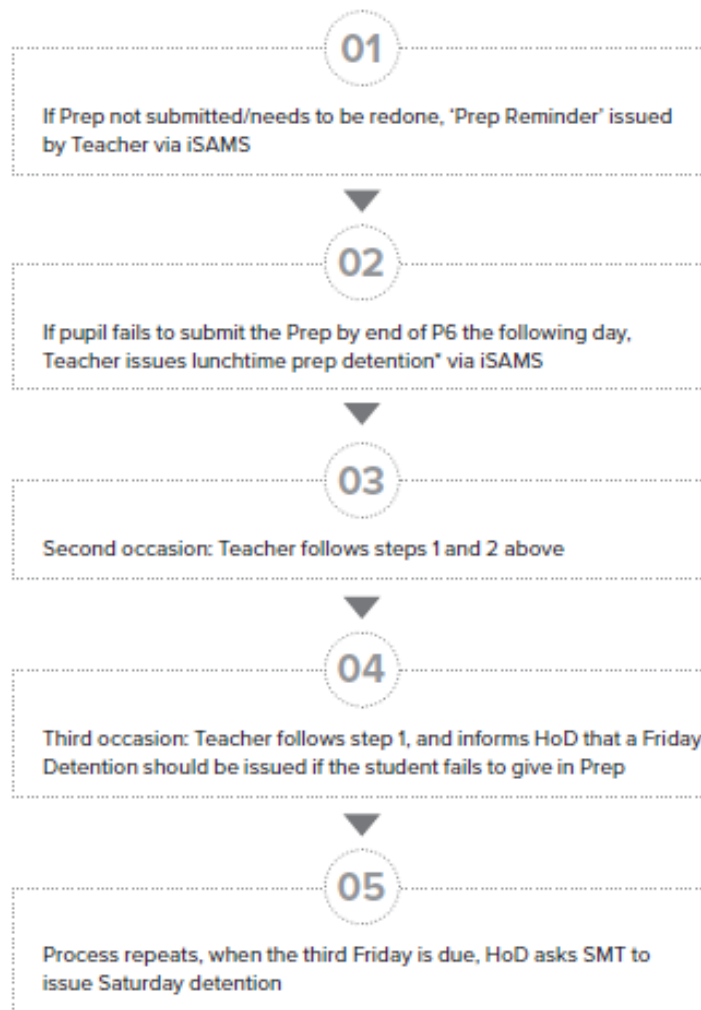 01
If Prep not submitted/needs to be redone, 'Prep Reminder' issued
by Teacher via iSAMS
02
If pupil fails to submit the Prep by end of P6 the following day,
Teacher issues lunchtime prep detention* via iSAMS
03
Second occasion: Teacher follows steps 1 and 2 above
04
Third occasion: Teacher follows step 1, and informs HoD that a Friday
Detention should be issued if the student fails to give in Prep
05
Process repeats, when the third Friday is due, HoD asks SMT to
issue Saturday detention